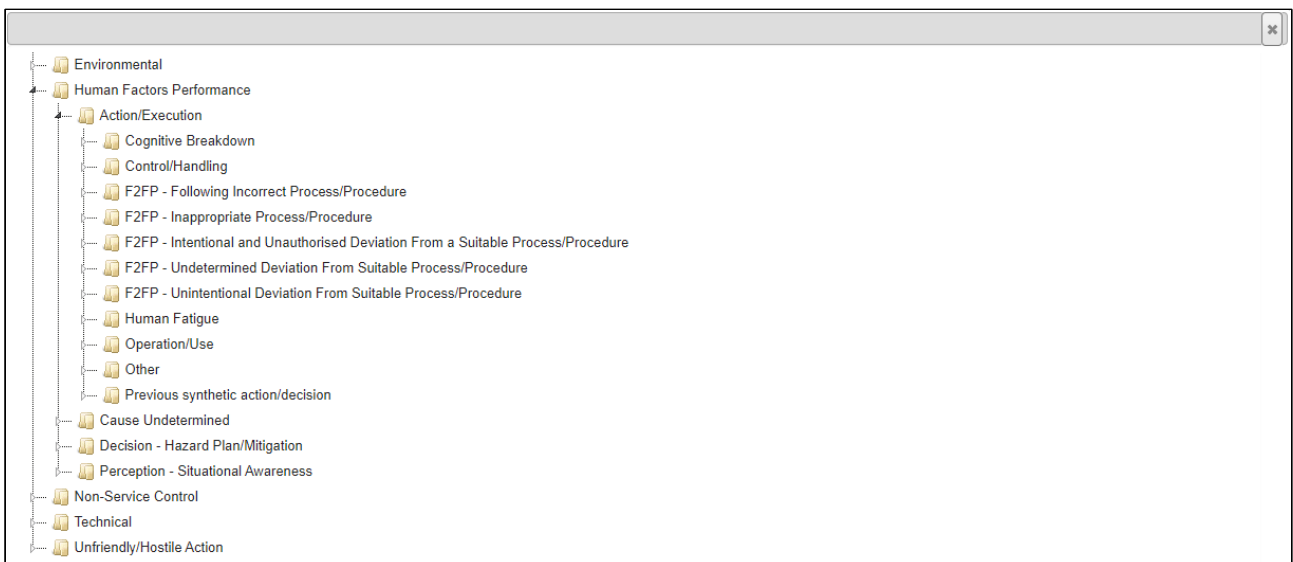 Environmental
Human Factors Performance
Action/Execution
Cognitive Breakdown
Control/Handling
F2FP - Following Incorrect Process/Procedure
F2FP - Inappropriate Process/Procedure
F2FP - Intentional and Unauthorised Deviation From a Suitable Process/Procedure
F2FP - Undetermined Deviation From Suitable Process/Procedure
F2FP - Unintentional Deviation From Suitable Process/Procedure
Human Fatigue
Operation/Use
Other
Previous synthetic action/decision
Cause Undetermined
Decision - Hazard Plan/Mitigation
Perception - Situational Awareness
Non-Service Control
Technical
Unfriendly/Hostile Action